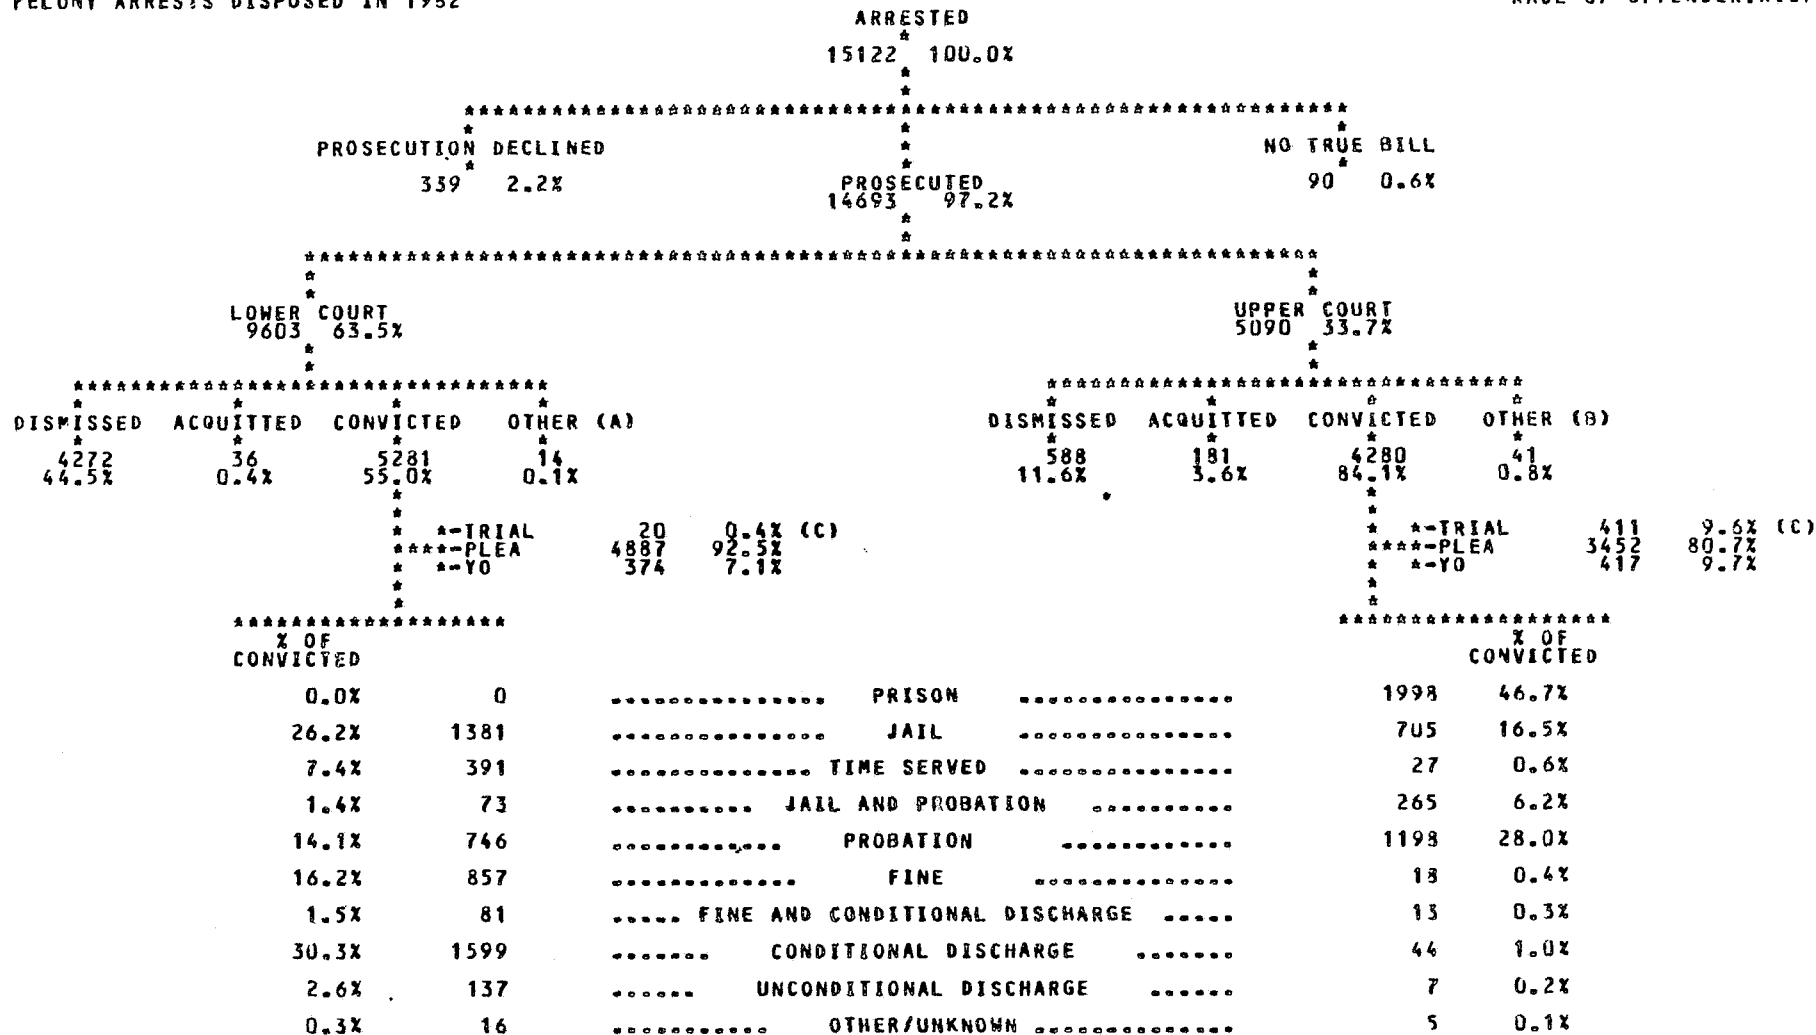 FELONY ARRESTS DISPOSED IN 1982
ARRESTED
15122 100.0%
PROSECUTION DECLINED NO TRUE BILL
339 2.2% PROSECUTED 90 0.6%
14693 97.2%
LOWER COURT UPPER COURT
9603 63.5% 5090 33.7%
DISMISSED ACQUITTED CONVICTED OTHER (A) DISMISSED ACQUITTED CONVICTED OTHER (B)
4272 36 5281 14 588 181 4280 41
44.5% 0.4% 55.0% 0.1% 11.6% 3.6% 84.1% 0.8%
*-TRIAL 20 0.4% (C) *-TRIAL 411 9.6% (C)
****-PLEA 4887 92.5% ****-PLEA 3452 80.7%
*-YO 374 7.1% *-YO 417 9.7%
% OF % OF
CONVICTED CONVICTED
0.0% 0 ............... PRISON ............... 1998 46.7%
26.2% 1381 ............... JAIL ............... 705 16.5%
7.4% 391 .............. TIME SERVED ............... 27 0.6%
1.4% 73 .......... JAIL AND PROBATION .......... 265 6.2%
14.1% 746 ............ PROBATION ............ 1198 28.0%
16.2% 857 ............. FINE .............. 18 0.4%
1.5% 81 ..... FINE AND CONDITIONAL DISCHARGE ..... 13 0.3%
30.3% 1599 ....... CONDITIONAL DISCHARGE ....... 44 1.0%
2.6% 137 ...... UNCONDITIONAL DISCHARGE ...... 7 0.2%
0.3% 16 ........... OTHER/UNKNOWN .............. 5 0.1%